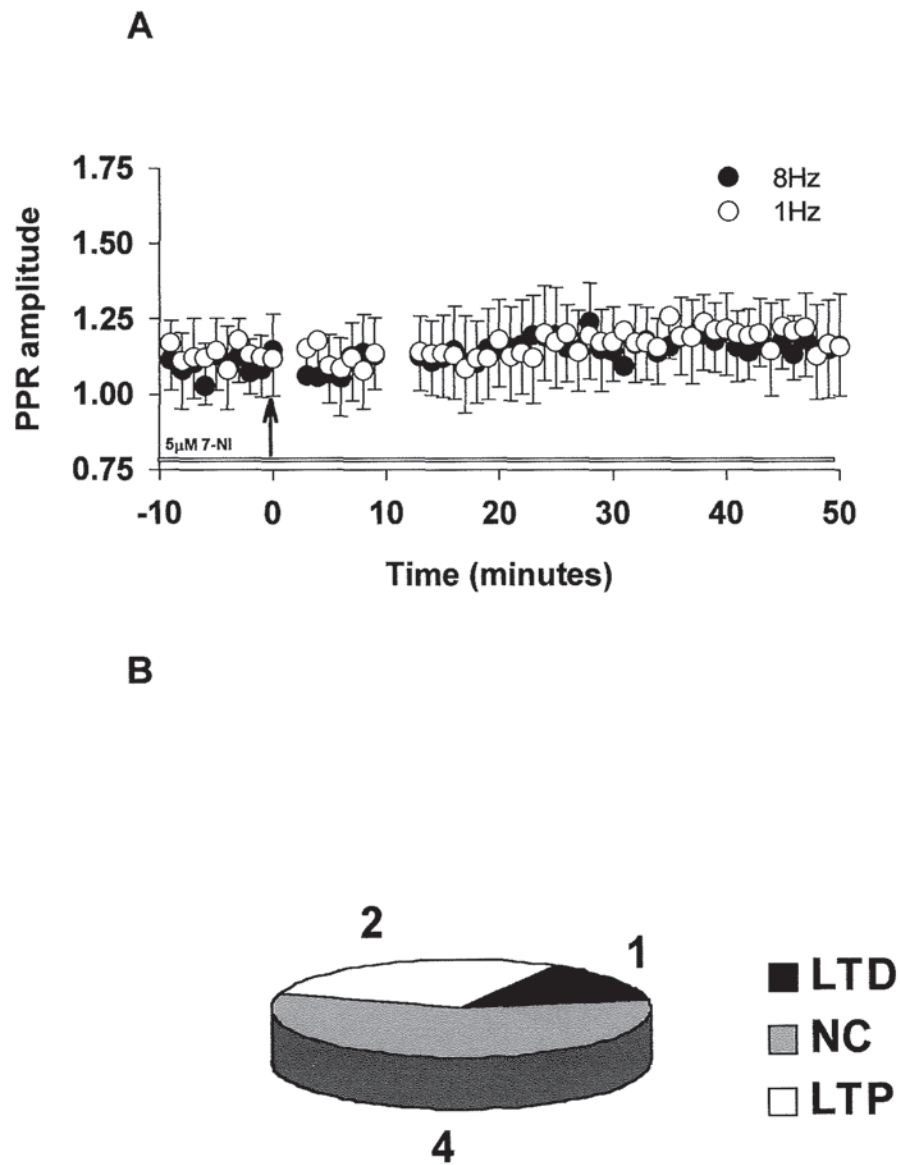 A
1.75
1.50
1.25
1.00
0.75
PPR amplitude
8Hz
1Hz
5μM 7-NI
-10 0 10 20 30 40 50
Time (minutes)
B
2
1
4
LTD
NC
LTP